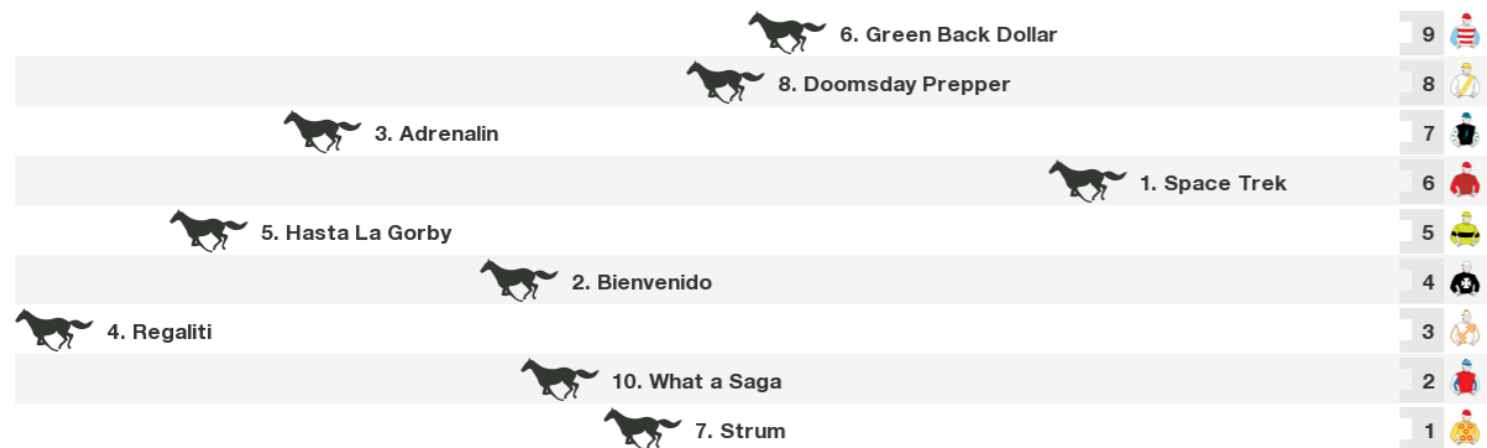 6. Green Back Dollar 9
8. Doomsday Prepper 8
3. Adrenalin 7
1. Space Trek 6
5. Hasta La Gorby 5
2. Bienvenido 4
4. Regaliti 3
10. What a Saga 2
7. Strum 1